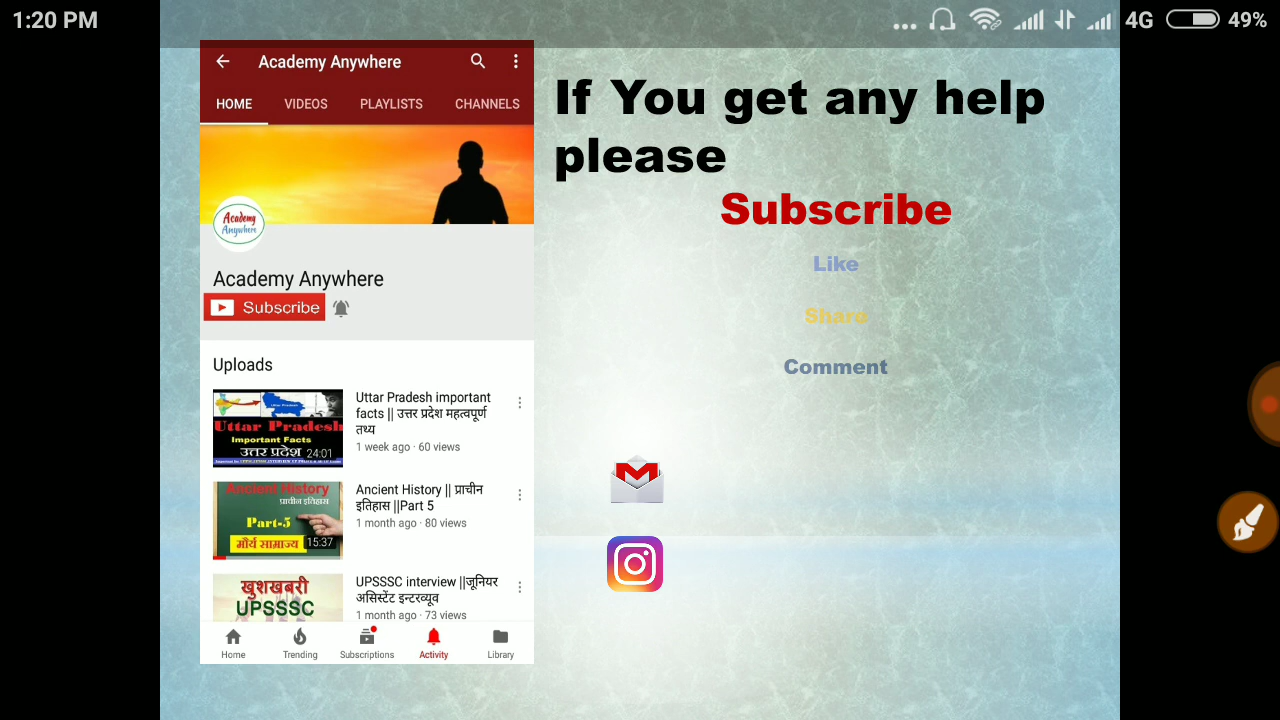 1:20 PM
4G 49%
Academy Anywhere
HOME VIDEOS PLAYLISTS CHANNELS
Academy
Anywhere
Academy Anywhere
Subscribe
Uploads
Uttar Pradesh
Uttar Pradesh
Important Facts
उत्तर प्रदेश 24:01
Uttar Pradesh important
facts || उत्तर प्रदेश महत्वपूर्ण
तथ्य
1 week ago · 60 views
Ancient History
प्राचीन
इतिहास
Part-5
मौर्य सामाज्य 15:37
Ancient History || प्राचीन
इतिहास ||Part 5
1 month ago · 80 views
खुशखबरी
UPSSSC
UPSSSC interview ||जूनियर
असिस्टेंट इन्टरव्यूव
1 month ago · 73 views
Home Trending Subscriptions Activity Library
If You get any help
please
Subscribe
Like
Share
Comment